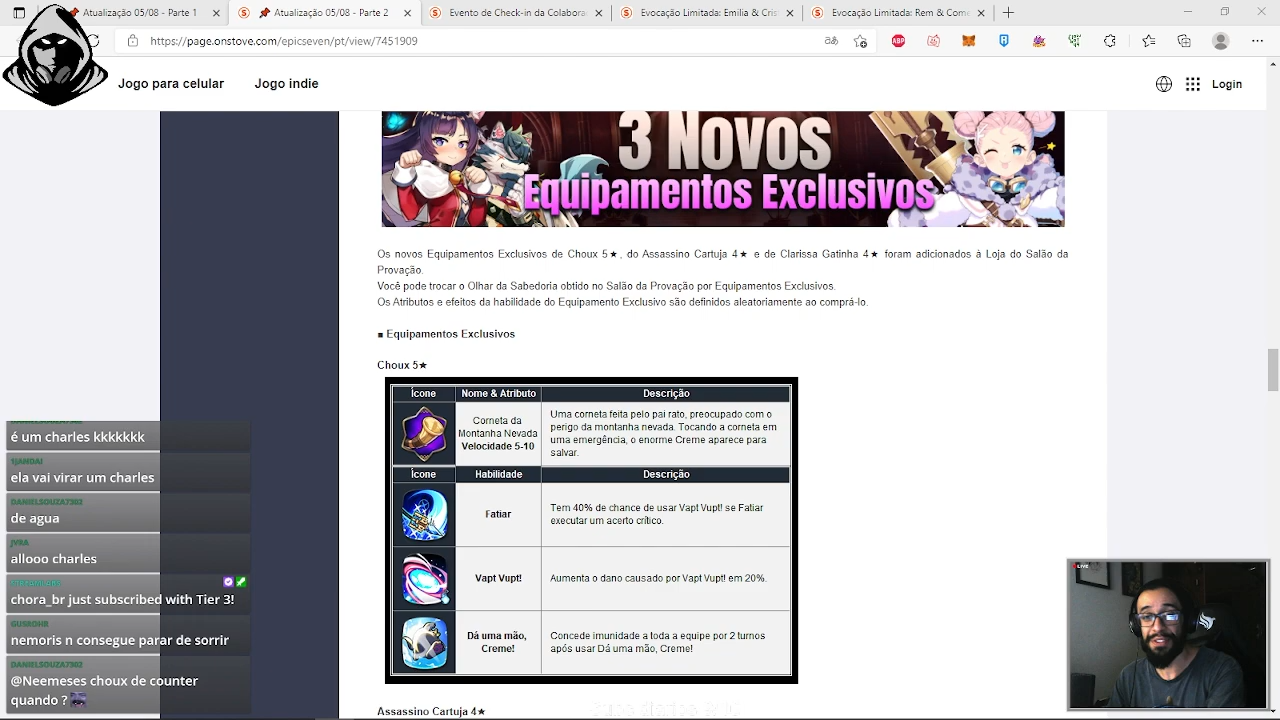 Atualização 05/08 - Parte 1
Atualização 05/08 - Parte 2
Evento de Check-in da Colabora
Evocação Limitada: Emilia & C
Evocação Limitada: Rem & Com
https://page.onstove.com/epicseven/pt/view/7451909
ABP
Jogo para celular
Jogo indie
Login
3 Novos
Equipamentos Exclusivos
Os novos Equipamentos Exclusivos de Choux 5★, do Assassino Cartuja 4★ e de Clarissa Gatinha 4★ foram adicionados à Loja do Salão da
Provação.
Você pode trocar o Olhar da Sabedoria obtido no Salão da Provação por Equipamentos Exclusivos.
Os Atributos e efeitos da habilidade do Equipamento Exclusivo são definidos aleatoriamente ao comprá-lo.
■ Equipamentos Exclusivos
Choux 5★
Ícone
Nome & Atributo
Descrição
Corneta da
Montanha Nevada
Velocidade 5-10
Uma corneta feita pelo pai rato, preocupado com o
perigo da montanha nevada. Tocando a corneta em
uma emergência, o enorme Creme aparece para
salvar.
Ícone
Habilidade
Descrição
Fatiar
Tem 40% de chance de usar Vapt Vupt! se Fatiar
executar um acerto crítico.
Vapt Vupt!
Aumenta o dano causado por Vapt Vupt! em 20%.
Dá uma mão,
Creme!
Concede imunidade a toda a equipe por 2 turnos
após usar Dá uma mão, Creme!
Assassino Cartuja 4★
é um charles kkkkkkk
1JANDAI
ela vai virar um charles
DANIELSOUZA7302
de agua
JVRA
allooo charles
STREAMLABS
chora_br just subscribed with Tier 3!
GUSBOHR
nemoris n consegue parar de sorrir
DANIELSOUZA7302
@Neemeses choux de counter
quando ?
LIVE